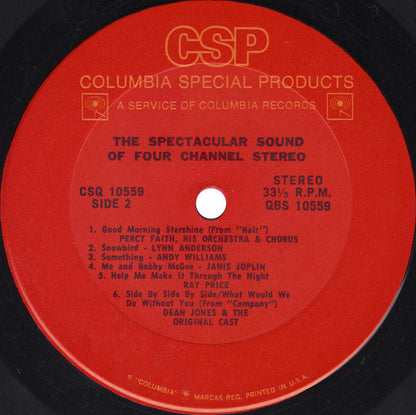 CSP
COLUMBIA SPECIAL PRODUCTS
A SERVICE OF COLUMBIA RECORDS
THE SPECTACULAR SOUND
OF FOUR CHANNEL STEREO
CSQ 10559
SIDE 2
STEREO
33⅓ R.P.M.
QBS 10559
1. Good Morning Starshine (From "Hair")
PERCY FAITH, HIS ORCHESTRA & CHORUS
2. Snowbird - LYNN ANDERSON
3. Something - ANDY WILLIAMS
4. Me and Bobby McGee - JANIS JOPLIN
5. Help Me Make It Through The Night
RAY PRICE
6. Side By Side By Side/What Would We
Do Without You (From "Company")
DEAN JONES & THE
ORIGINAL CAST
® "COLUMBIA" MARCAS REG. PRINTED IN U.S.A.